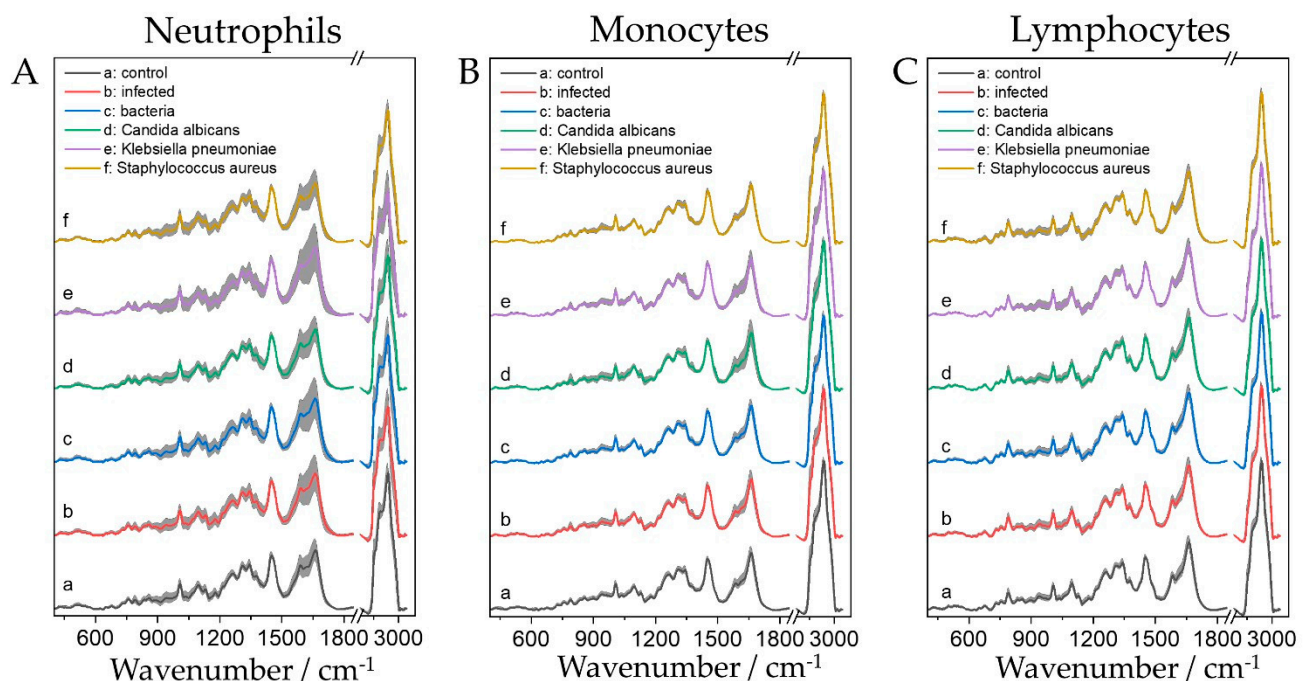 Neutrophils
A
a: control
b: infected
c: bacteria
d: Candida albicans
e: Klebsiella pneumoniae
f: Staphylococcus aureus
f
e
d
c
b
a
600 900 1200 1500 1800 3000
Wavenumber / cm⁻¹
Monocytes
B
a: control
b: infected
c: bacteria
d: Candida albicans
e: Klebsiella pneumoniae
f: Staphylococcus aureus
f
e
d
c
b
a
600 900 1200 1500 1800 3000
Wavenumber / cm⁻¹
Lymphocytes
C
a: control
b: infected
c: bacteria
d: Candida albicans
e: Klebsiella pneumoniae
f: Staphylococcus aureus
f
e
d
c
b
a
600 900 1200 1500 1800 3000
Wavenumber / cm⁻¹